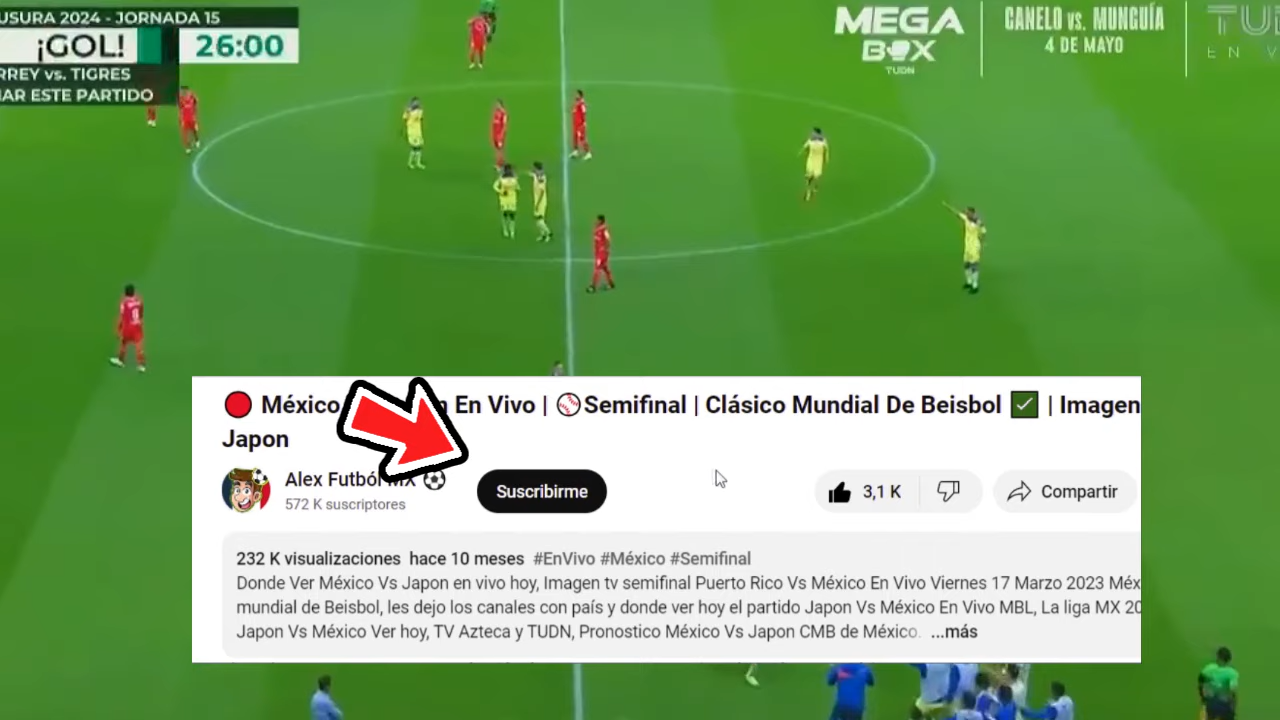 USURA 2024 - JORNADA 15
¡GOL!
26:00
RREY vs. TIGRES
AR ESTE PARTIDO
MEGA
BOX
TUDN
CANELO vs. MUNGUÍA
4 DE MAYO
TUD
EN V
México En Vivo | Semifinal | Clásico Mundial De Beisbol | Imagen
Japon
Alex Futból MX
572 K suscriptores
Suscribirme
3,1 K
Compartir
232 K visualizaciones hace 10 meses #EnVivo #México #Semifinal
Donde Ver México Vs Japon en vivo hoy, Imagen tv semifinal Puerto Rico Vs México En Vivo Viernes 17 Marzo 2023 Méx
mundial de Beisbol, les dejo los canales con país y donde ver hoy el partido Japon Vs México En Vivo MBL, La liga MX 20
Japon Vs México Ver hoy, TV Azteca y TUDN, Pronostico México Vs Japon CMB de México. ...más